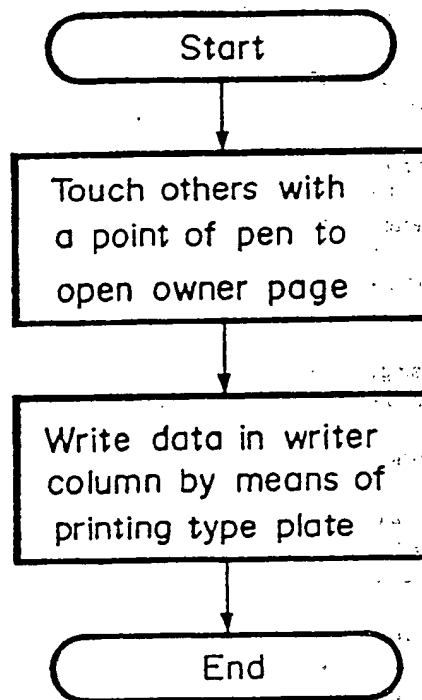 Start
Touch others with
a point of pen to
open owner page
Write data in writer
column by means of
printing type plate
End